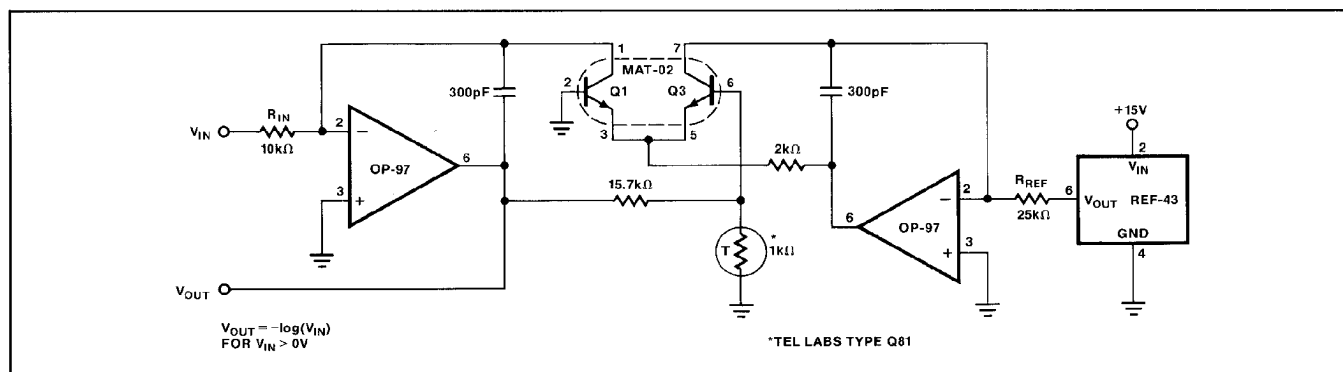 1
7
MAT-02
2
Q1
Q3
6
300pF
300pF
3
5
+15V
2
V_IN
R_IN
10kΩ
2
−
OP-97
6
3
+
2kΩ
15.7kΩ
2
−
6
OP-97
3
+
R_REF
25kΩ
6
V_IN
V_OUT
REF-43
GND
4
T
*
1kΩ
V_OUT
V_OUT = −log(V_IN)
FOR V_IN > 0V
*TEL LABS TYPE Q81